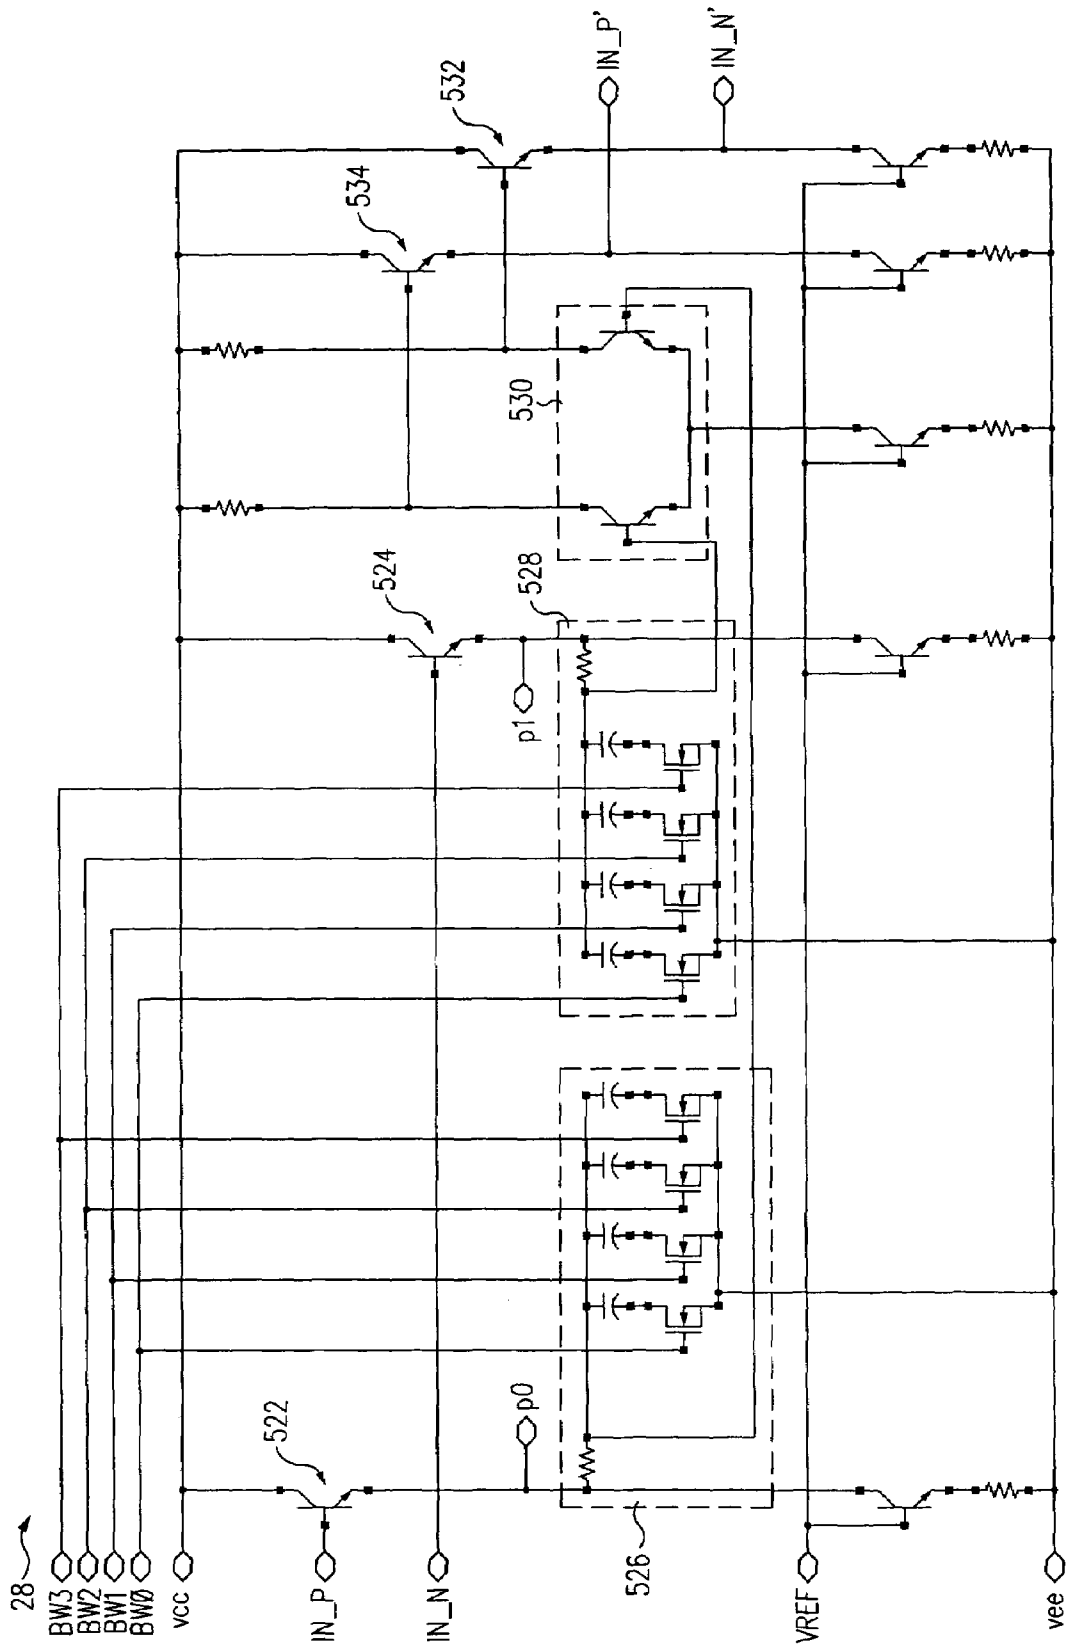 28
BW3
BW2
BW1
BWØ
vcc
IN_P
IN_N
VREF
vee
522
p0
526
524
p1
528
530
534
532
IN_P'
IN_N'